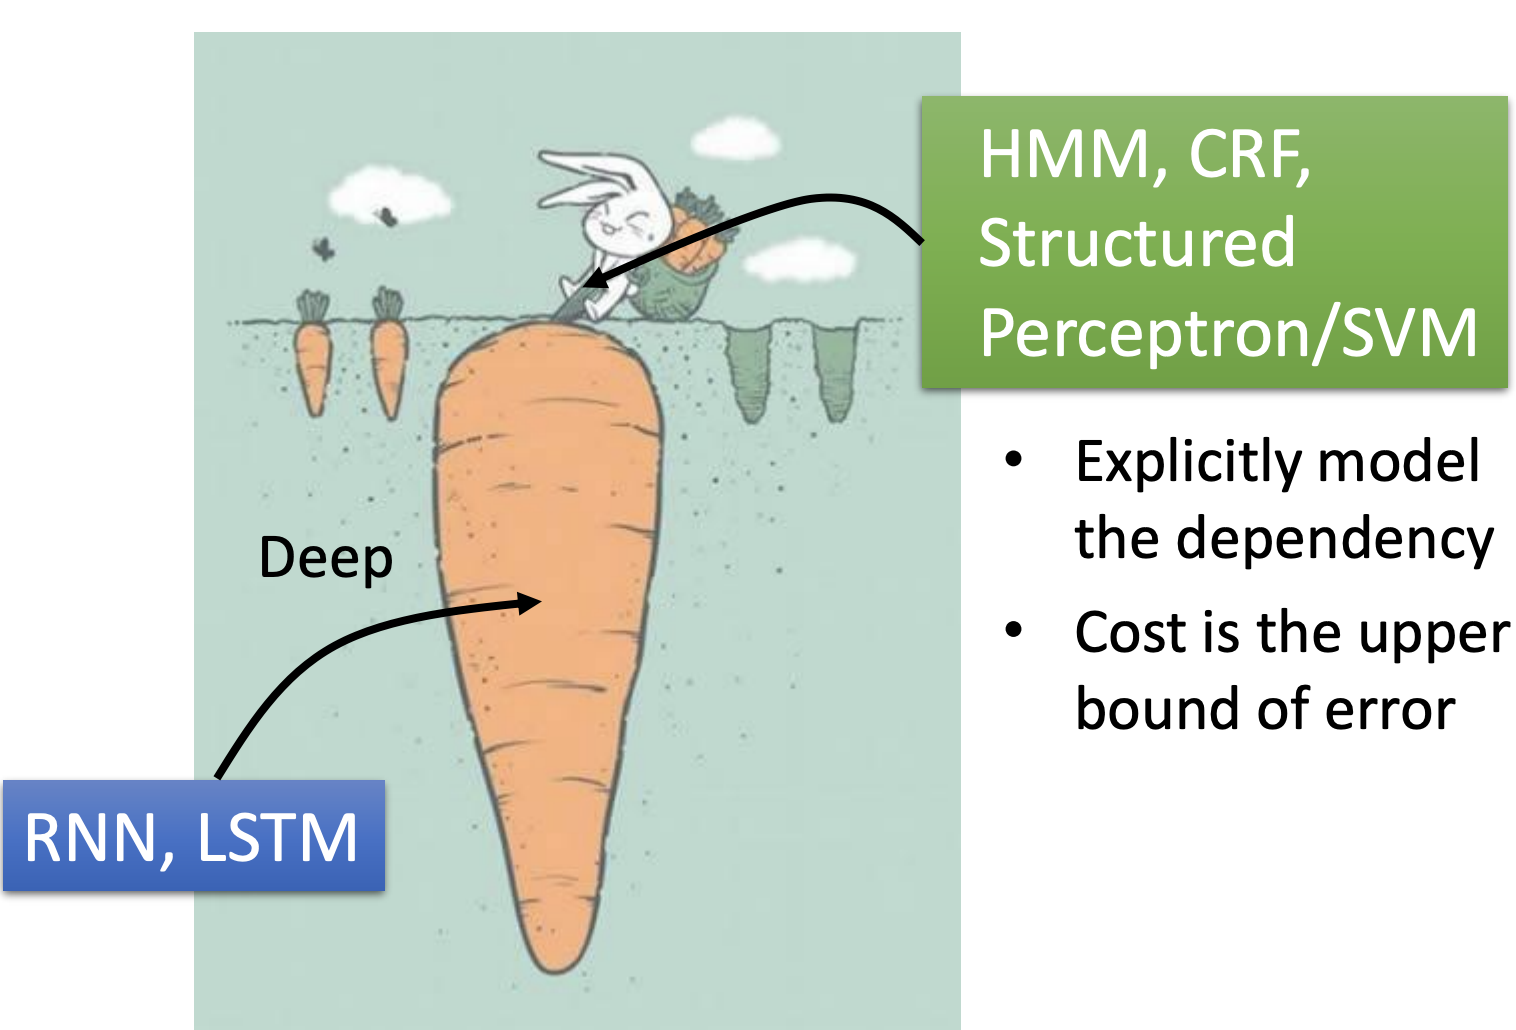 HMM, CRF,
Structured
Perceptron/SVM
• Explicitly model
the dependency
• Cost is the upper
bound of error
Deep
RNN, LSTM